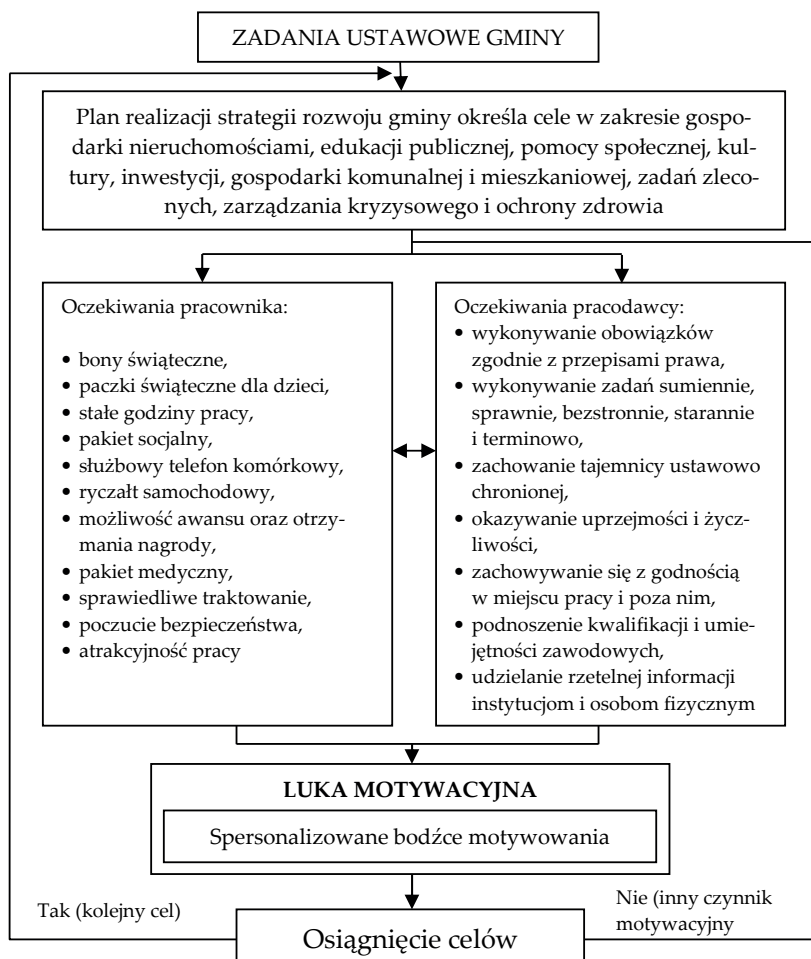 ZADANIA USTAWOWE GMINY
Plan realizacji strategii rozwoju gminy określa cele w zakresie gospo-
darki nieruchomościami, edukacji publicznej, pomocy społecznej, kul-
tury, inwestycji, gospodarki komunalnej i mieszkaniowej, zadań zleco-
nych, zarządzania kryzysowego i ochrony zdrowia
Oczekiwania pracownika:
• bony świąteczne,
• paczki świąteczne dla dzieci,
• stałe godziny pracy,
• pakiet socjalny,
• służbowy telefon komórkowy,
• ryczałt samochodowy,
• możliwość awansu oraz otrzy-
mania nagrody,
• pakiet medyczny,
• sprawiedliwe traktowanie,
• poczucie bezpieczeństwa,
• atrakcyjność pracy
Oczekiwania pracodawcy:
• wykonywanie obowiązków
zgodnie z przepisami prawa,
• wykonywanie zadań sumiennie,
sprawnie, bezstronnie, starannie
i terminowo,
• zachowanie tajemnicy ustawowo
chronionej,
• okazywanie uprzejmości i życz-
liwości,
• zachowywanie się z godnością
w miejscu pracy i poza nim,
• podnoszenie kwalifikacji i umie-
jętności zawodowych,
• udzielanie rzetelnej informacji
instytucjom i osobom fizycznym
LUKA MOTYWACYJNA
Spersonalizowane bodźce motywowania
Tak (kolejny cel)
Nie (inny czynnik
motywacyjny
Osiągnięcie celów